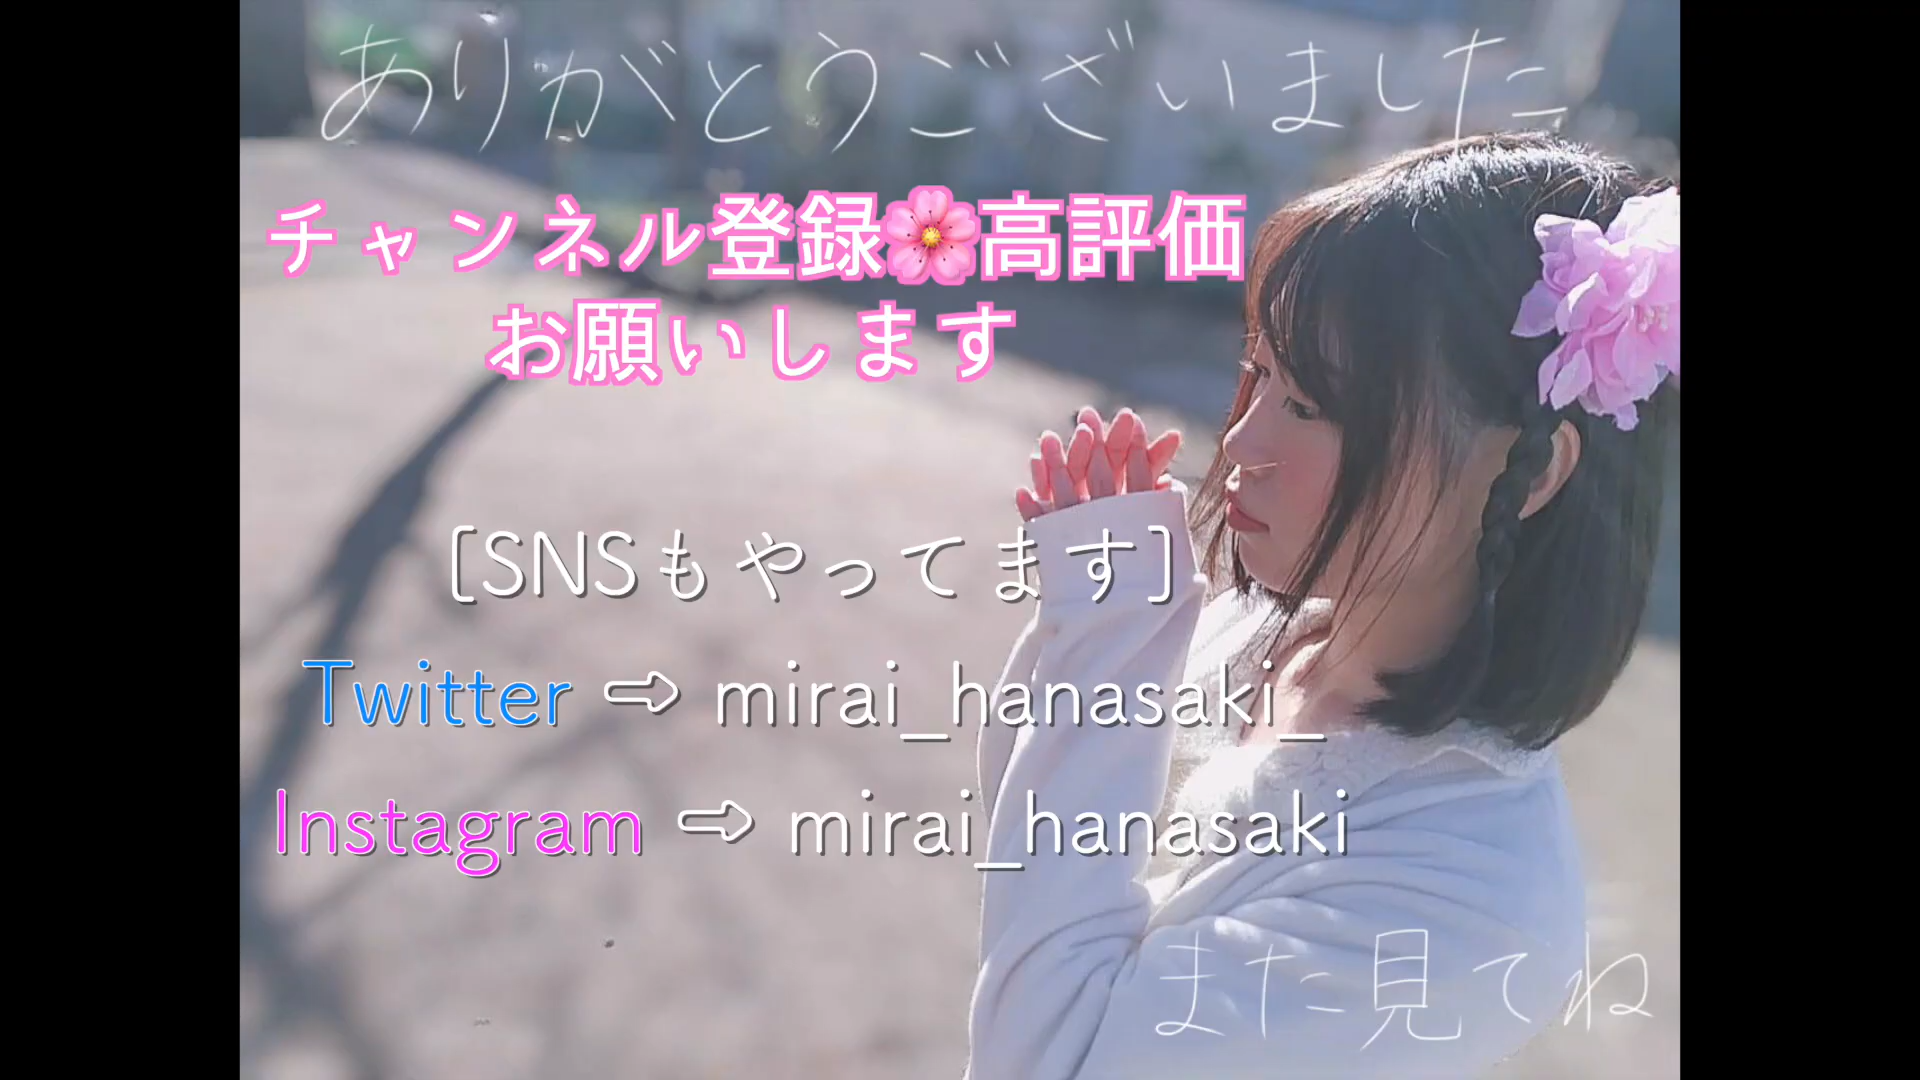 ありがとうございました
チャンネル登録🌸高評価
お願いします
[SNSもやってます]
Twitter ⇨ mirai_hanasaki_
Instagram ⇨ mirai_hanasaki
また見てね